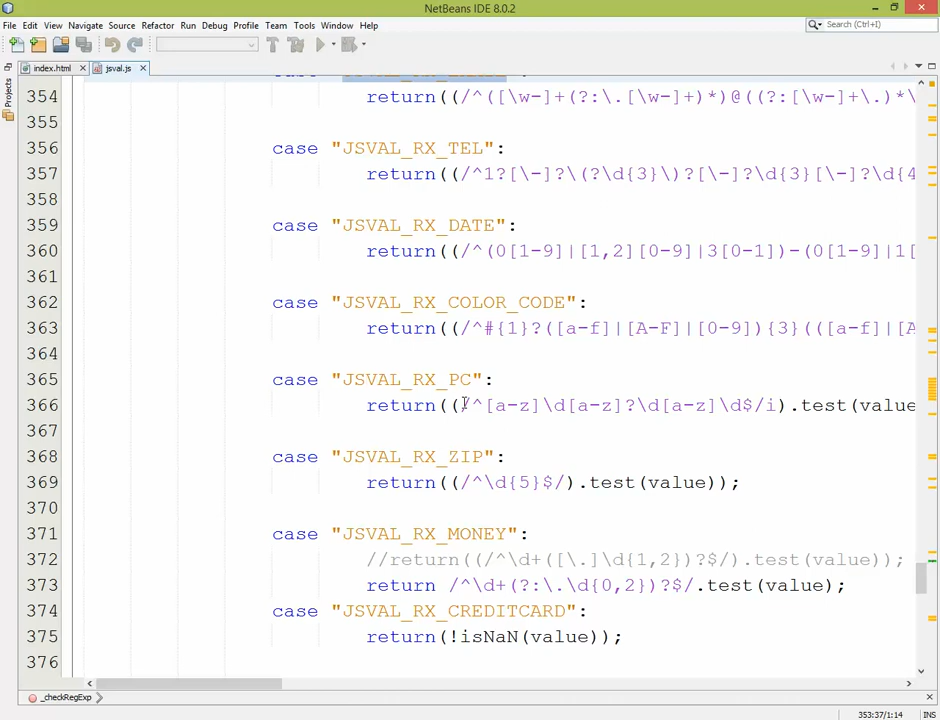 NetBeans IDE 8.0.2
File Edit View Navigate Source Refactor Run Debug Profile Team Tools Window Help
Search (Ctrl+I)
index.html jsval.js
Projects
354 return((/^([\w-]+(?:\.[\w-]+)*)@((?:[\w-]+\.)*\
355
356 case "JSVAL_RX_TEL":
357 return((/^1?[\-]?\(?\d{3}\)?[\-]?\d{3}[\-]?\d{4
358
359 case "JSVAL_RX_DATE":
360 return((/^(0[1-9]|[1,2][0-9]|3[0-1])-(0[1-9]|1[
361
362 case "JSVAL_RX_COLOR_CODE":
363 return((/^#{1}?([a-f]|[A-F]|[0-9]){3}(([a-f]|[A
364
365 case "JSVAL_RX_PC":
366 return((/^[a-z]\d[a-z]?\d[a-z]\d$/i).test(value
367
368 case "JSVAL_RX_ZIP":
369 return((/^\d{5}$/).test(value));
370
371 case "JSVAL_RX_MONEY":
372 //return((/^\d+([\.]\d{1,2})?$/).test(value));
373 return /^\d+(?:\.\d{0,2})?$/.test(value);
374 case "JSVAL_RX_CREDITCARD":
375 return(!isNaN(value));
376
_checkRegExp
353:37/1:14 INS